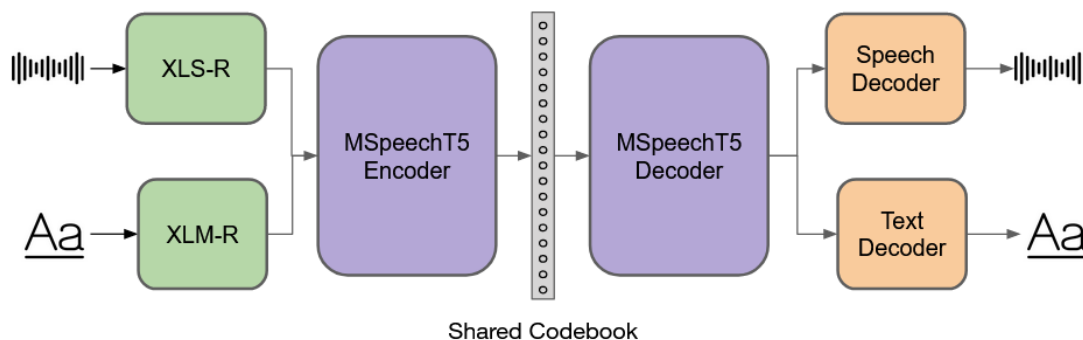 XLS-R
MSpeechT5
Encoder
MSpeechT5
Decoder
Speech
Decoder
Aa
XLM-R
Text
Decoder
Aa
Shared Codebook